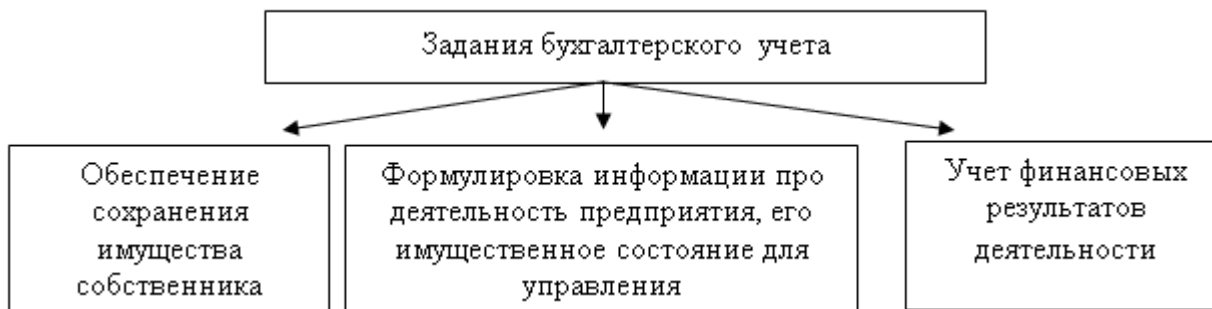 Задания бухгалтерского учета
Обеспечение
сохранения
имущества
собственника
Формулировка информации про
деятельность предприятия, его
имущественное состояние для
управления
Учет финансовых
результатов
деятельности